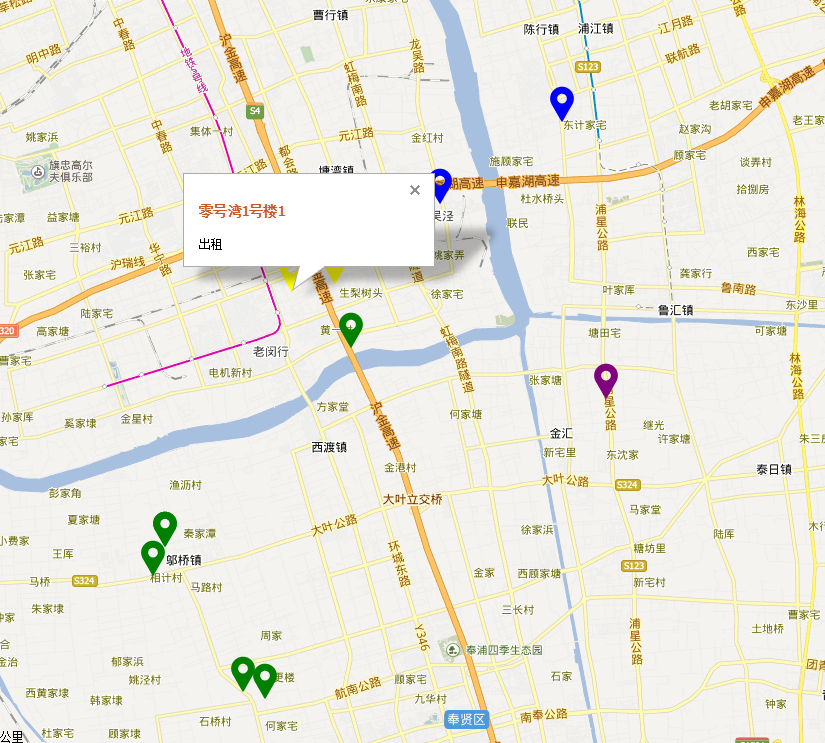 曹行镇
陈行镇
浦江镇
江月路
莘松路
中春路
沪金高速
明中路
地铁5号线
虹梅南路
龙吴路
联航路
S123
申嘉湖高速
S4
老胡家宅
姚家浜
中春路
集体一村
都会路
元江路
金红村
东计家宅
赵家沟
老王家
旗忠高尔
夫俱乐部
塘湾镇
施顾家宅
顾家宅
谈弄村
申嘉湖高速
零号湾1号楼1
出租
杜水桥头
拾捌房
益家塘
元江路
吴泾
联民
浦星公路
林海公路
元江路
三裕村
华宁路
沪瑞线
姚家弄
西家宅
张家宅
龚家行
生梨树头
徐家宅
叶家厍
鲁南路
东沙里
陆家宅
鲁汇镇
320
高家塘
黄一
塘田宅
可家塘
虹梅南路隧道
老闵行
曹家宅
电机新村
张家塘
林海公路
方家堂
沪金高速
何家塘
浦星公路
孙家厍
奚家埭
金星村
继光
许家塘
朱三房
西渡镇
金汇
新宅里
东沈家
金港村
泰日镇
渔沥村
大叶公路
S324
彭家角
大叶立交桥
夏家塘
大叶公路
马家堂
小费家
秦家潭
徐家浜
陆厍
王厍
邬桥镇
环城东路
糖坊里
S123
马桥
S324
相计村
马路村
金家
西顾家塘
新宅村
朱家埭
三长村
曹家宅
周家
Y346
浦星公路
土地桥
奉浦四季生态园
郁家浜
姚泾村
更楼
顾家宅
石家
西黄家埭
韩家埭
航南公路
九华村
钟家
石桥村
何家宅
奉贤区
南奉公路
杜家宅
顾家埭
公里